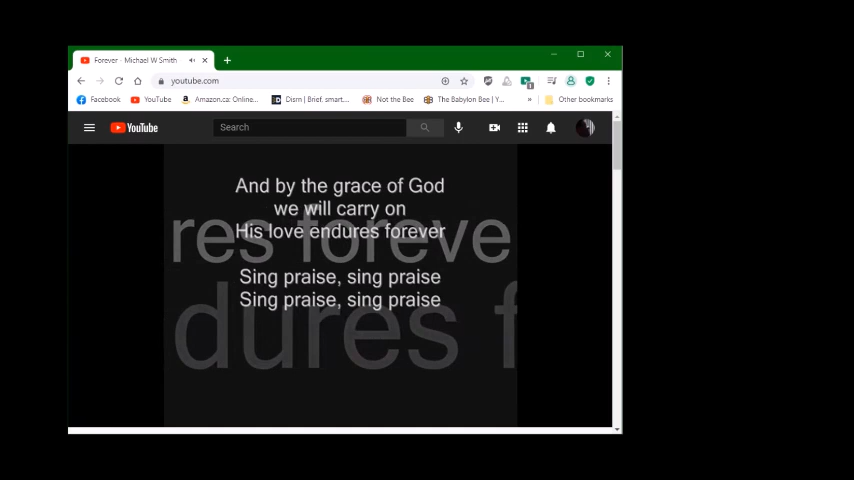 Forever - Michael W Smith
youtube.com
Facebook YouTube Amazon.ca: Online... Disrn | Brief, smart,... Not the Bee The Babylon Bee | Y... » Other bookmarks
YouTube Search
And by the grace of God
we will carry on
His love endures forever
res foreve
Sing praise, sing praise
Sing praise, sing praise
dures f